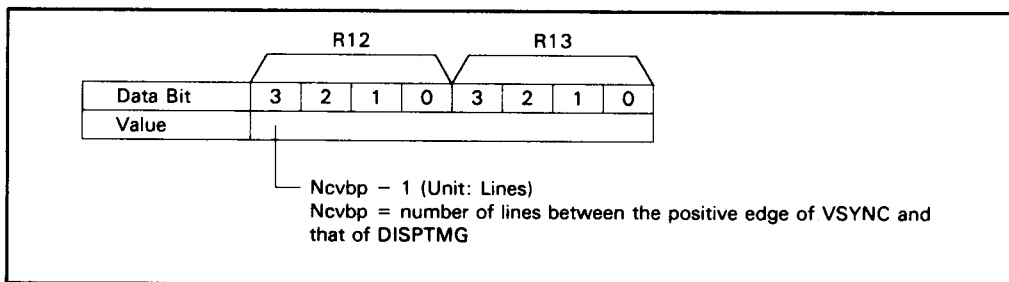 R12 R13
Data Bit 3 2 1 0 3 2 1 0
Value
Ncvbp − 1 (Unit: Lines)
Ncvbp = number of lines between the positive edge of VSYNC and
that of DISPTMG